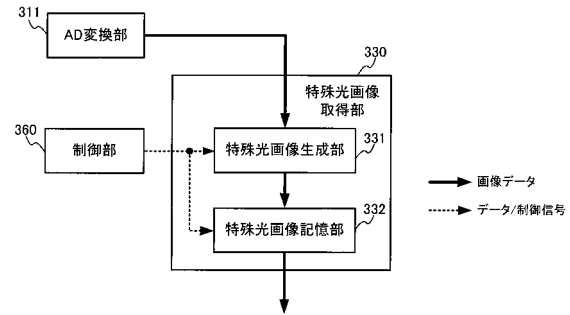 311
AD変換部
330
特殊光画像
取得部
360
制御部
特殊光画像生成部
331
画像データ
特殊光画像記憶部
332
データ/制御信号